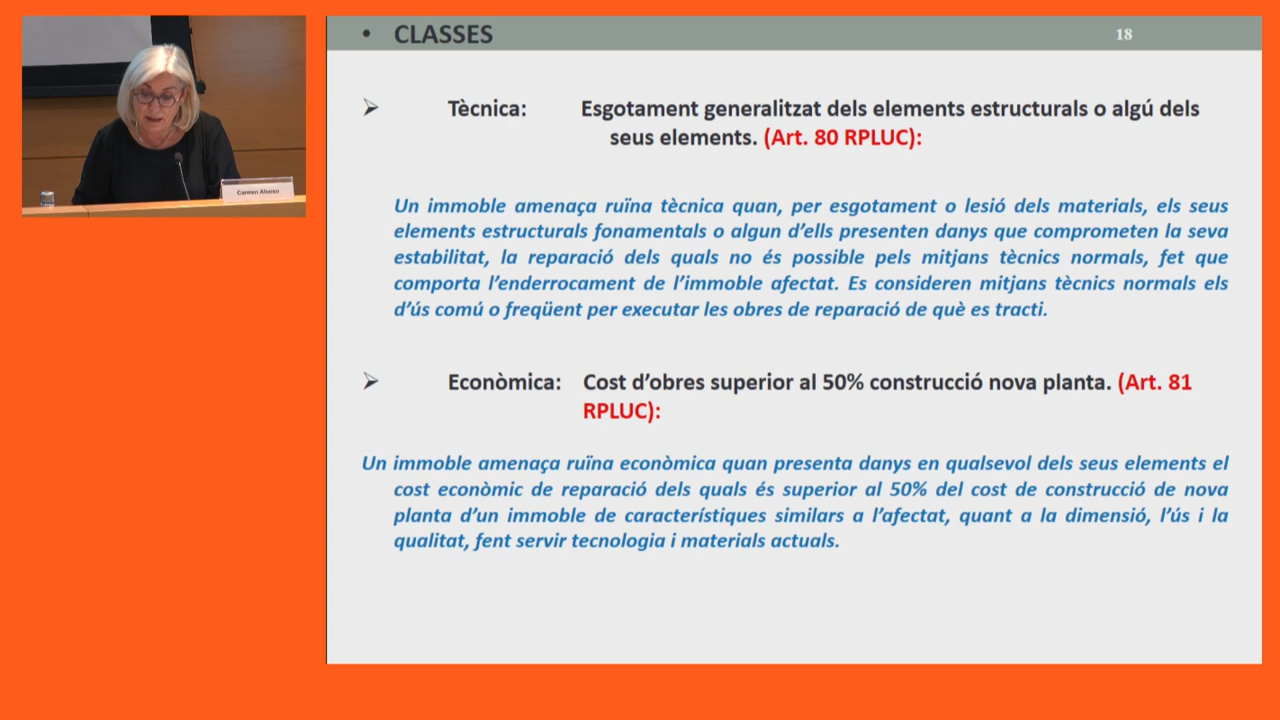 Carmen Alonso
• CLASSES
18
➢ Tècnica: Esgotament generalitzat dels elements estructurals o algú dels
seus elements. (Art. 80 RPLUC):
Un immoble amenaça ruïna tècnica quan, per esgotament o lesió dels materials, els seus
elements estructurals fonamentals o algun d’ells presenten danys que comprometen la seva
estabilitat, la reparació dels quals no és possible pels mitjans tècnics normals, fet que
comporta l’enderrocament de l’immoble afectat. Es consideren mitjans tècnics normals els
d’ús comú o freqüent per executar les obres de reparació de què es tracti.
➢ Econòmica: Cost d’obres superior al 50% construcció nova planta. (Art. 81
RPLUC):
Un immoble amenaça ruïna econòmica quan presenta danys en qualsevol dels seus elements el
cost econòmic de reparació dels quals és superior al 50% del cost de construcció de nova
planta d’un immoble de característiques similars a l’afectat, quant a la dimensió, l’ús i la
qualitat, fent servir tecnologia i materials actuals.